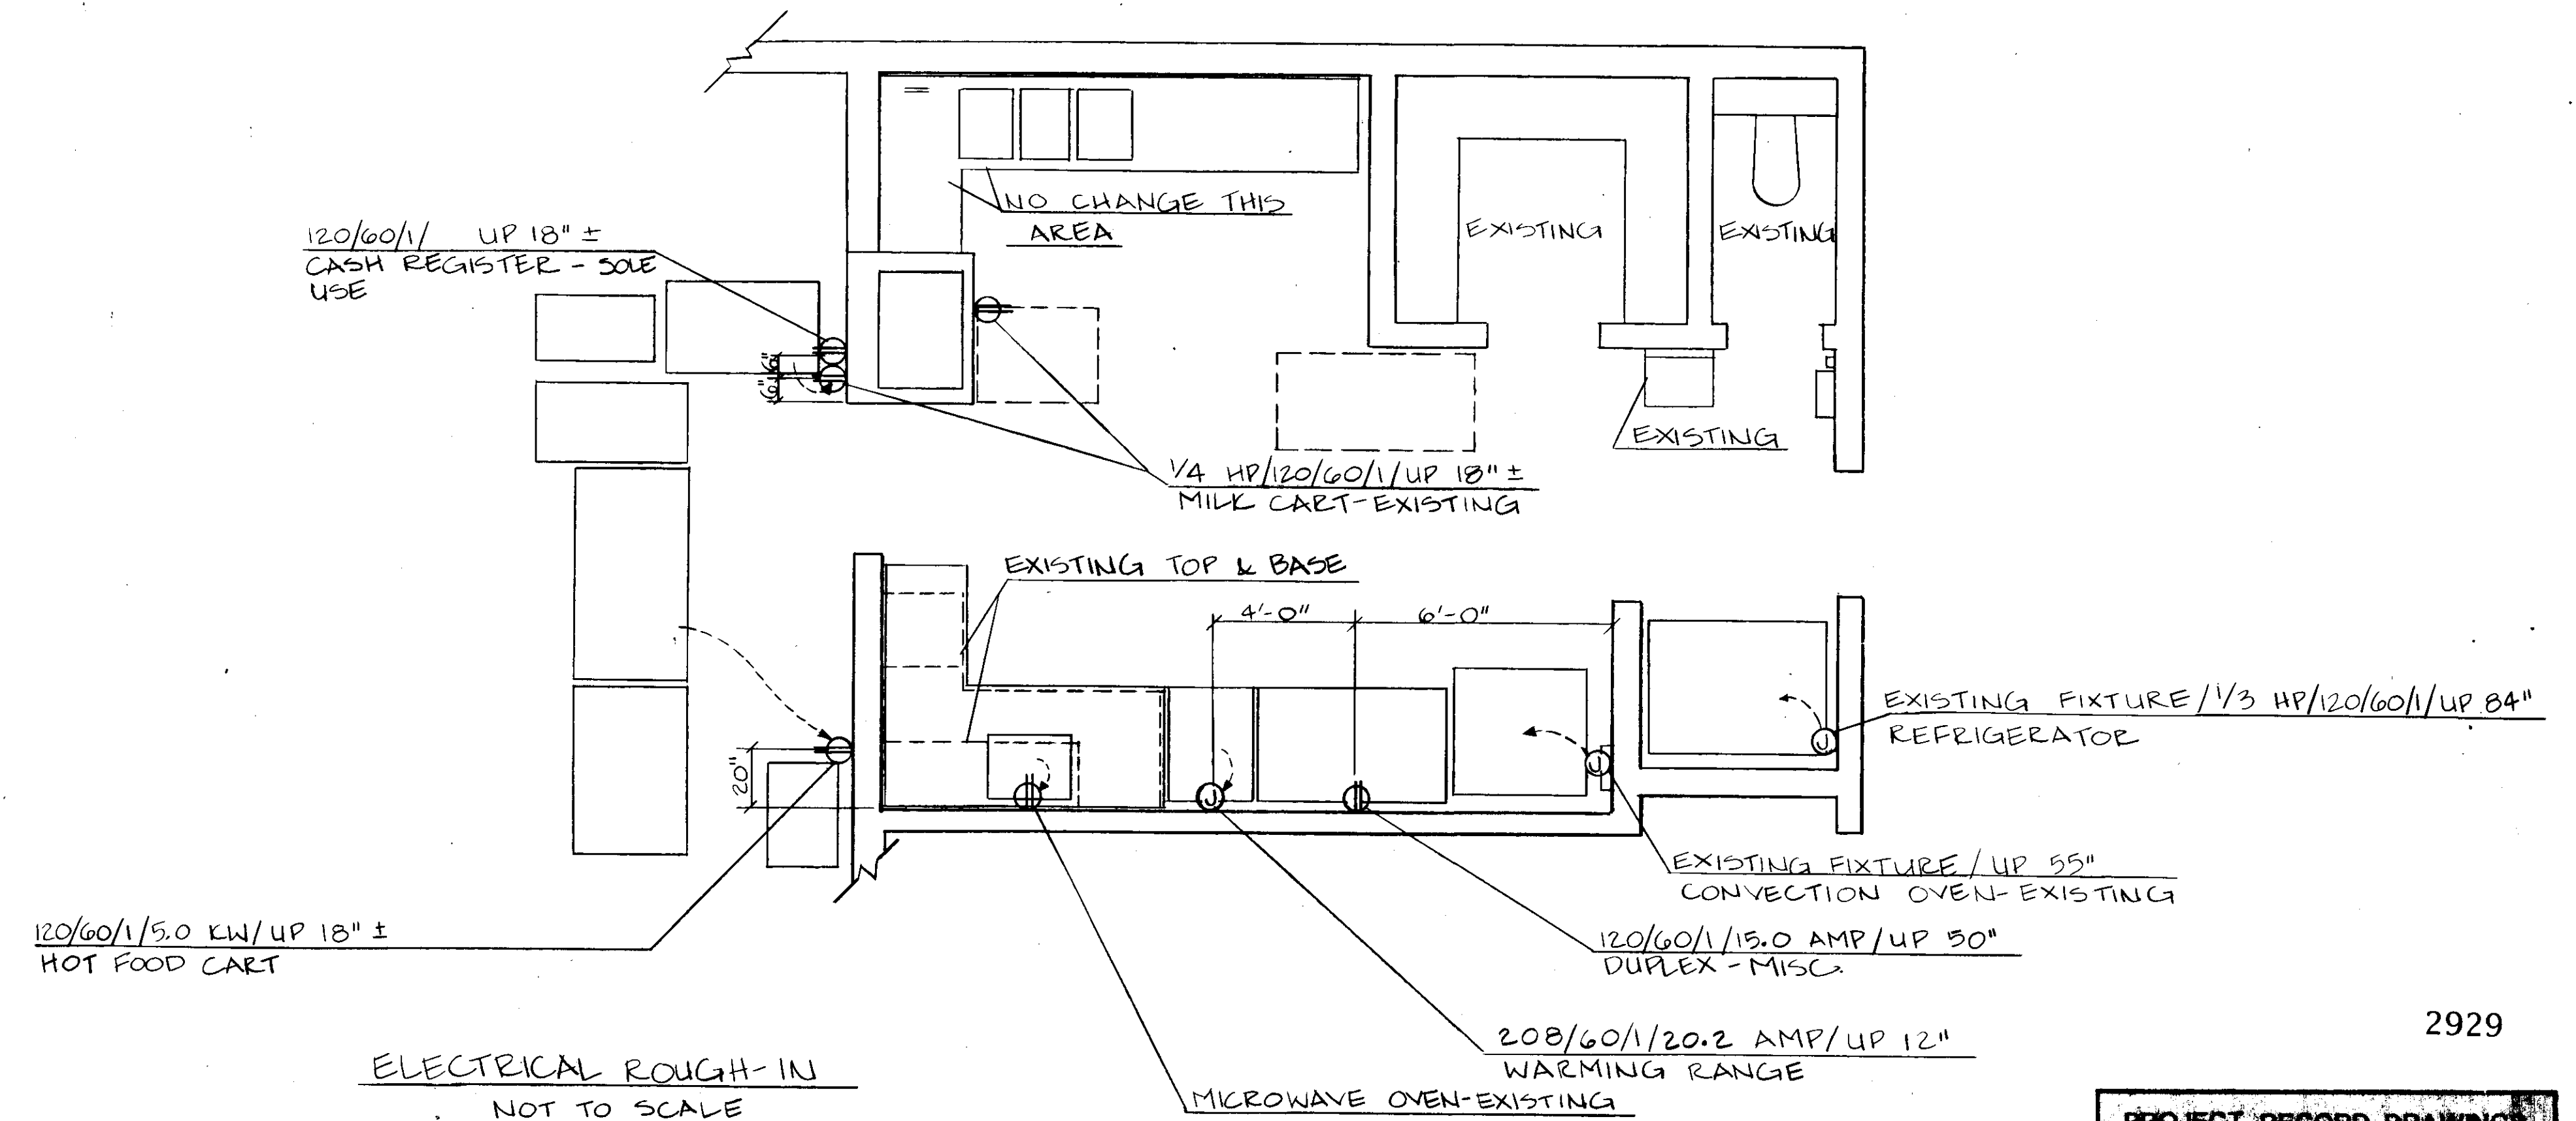 NO CHANGE THIS
AREA
EXISTING
EXISTING
120/60/1/ UP 18" ±
CASH REGISTER - SOLE
USE
6"
6"
EXISTING
1/4 HP/120/60/1/UP 18" ±
MILK CART-EXISTING
EXISTING TOP & BASE
4'-0"
6'-0"
EXISTING FIXTURE/1/3 HP/120/60/1/UP 84"
REFRIGERATOR
20"
EXISTING FIXTURE/UP 55"
CONVECTION OVEN-EXISTING
J
J
J
120/60/1/5.0 KW/UP 18" ±
HOT FOOD CART
120/60/1/15.0 AMP/UP 50"
DUPLEX - MISC.
208/60/1/20.2 AMP/UP 12"
WARMING RANGE
MICROWAVE OVEN-EXISTING
ELECTRICAL ROUGH-IN
NOT TO SCALE
2929
PROJECT RECORD DRAWINGS